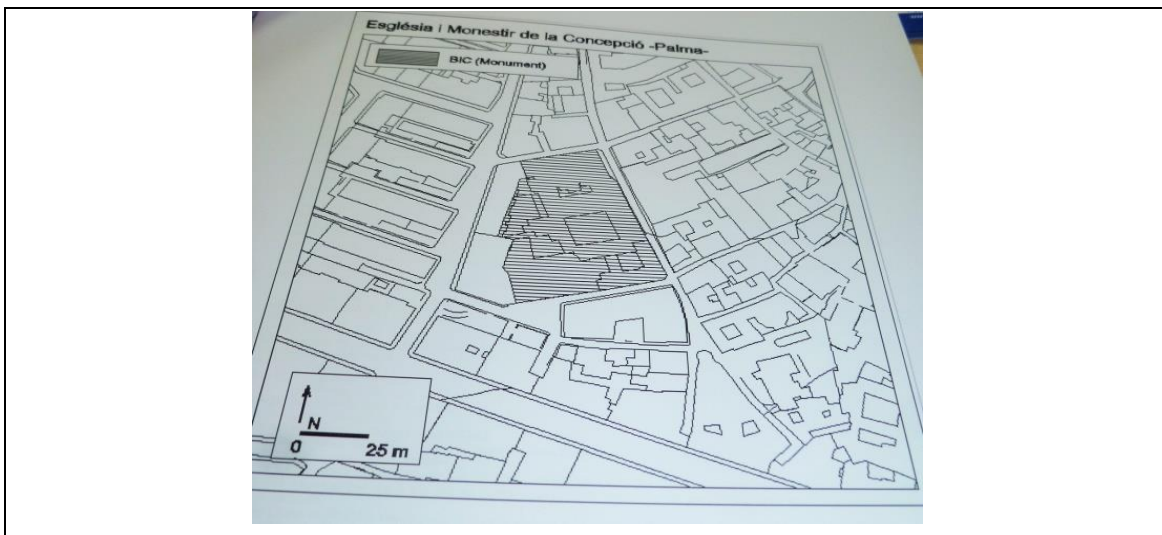 Església i Monestir de la Concepció -Palma-
BIC (Monument)
N
0 25 m